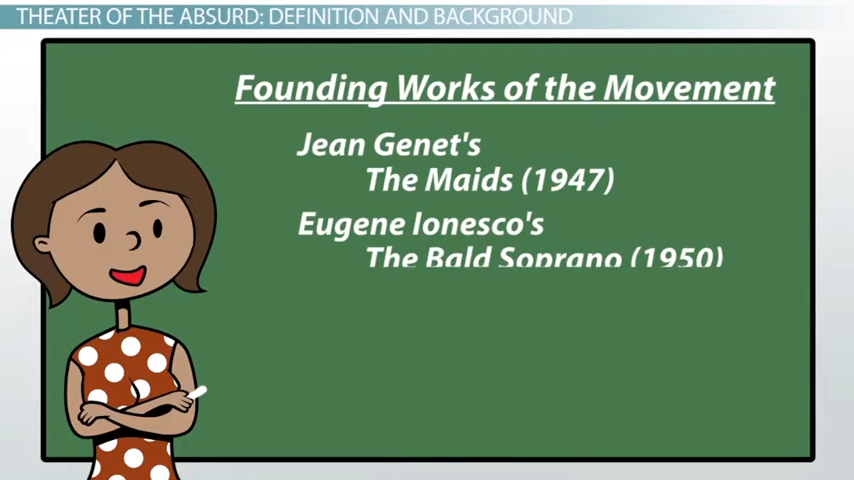 THEATER OF THE ABSURD: DEFINITION AND BACKGROUND
Founding Works of the Movement
Jean Genet's
The Maids (1947)
Eugene Ionesco's
The Bald Soprano (1950)